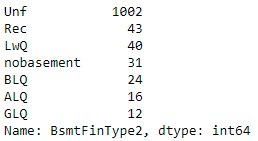 Unf 1002
Rec 43
LwQ 40
nobasement 31
BLQ 24
ALQ 16
GLQ 12
Name: BsmtFinType2, dtype: int64